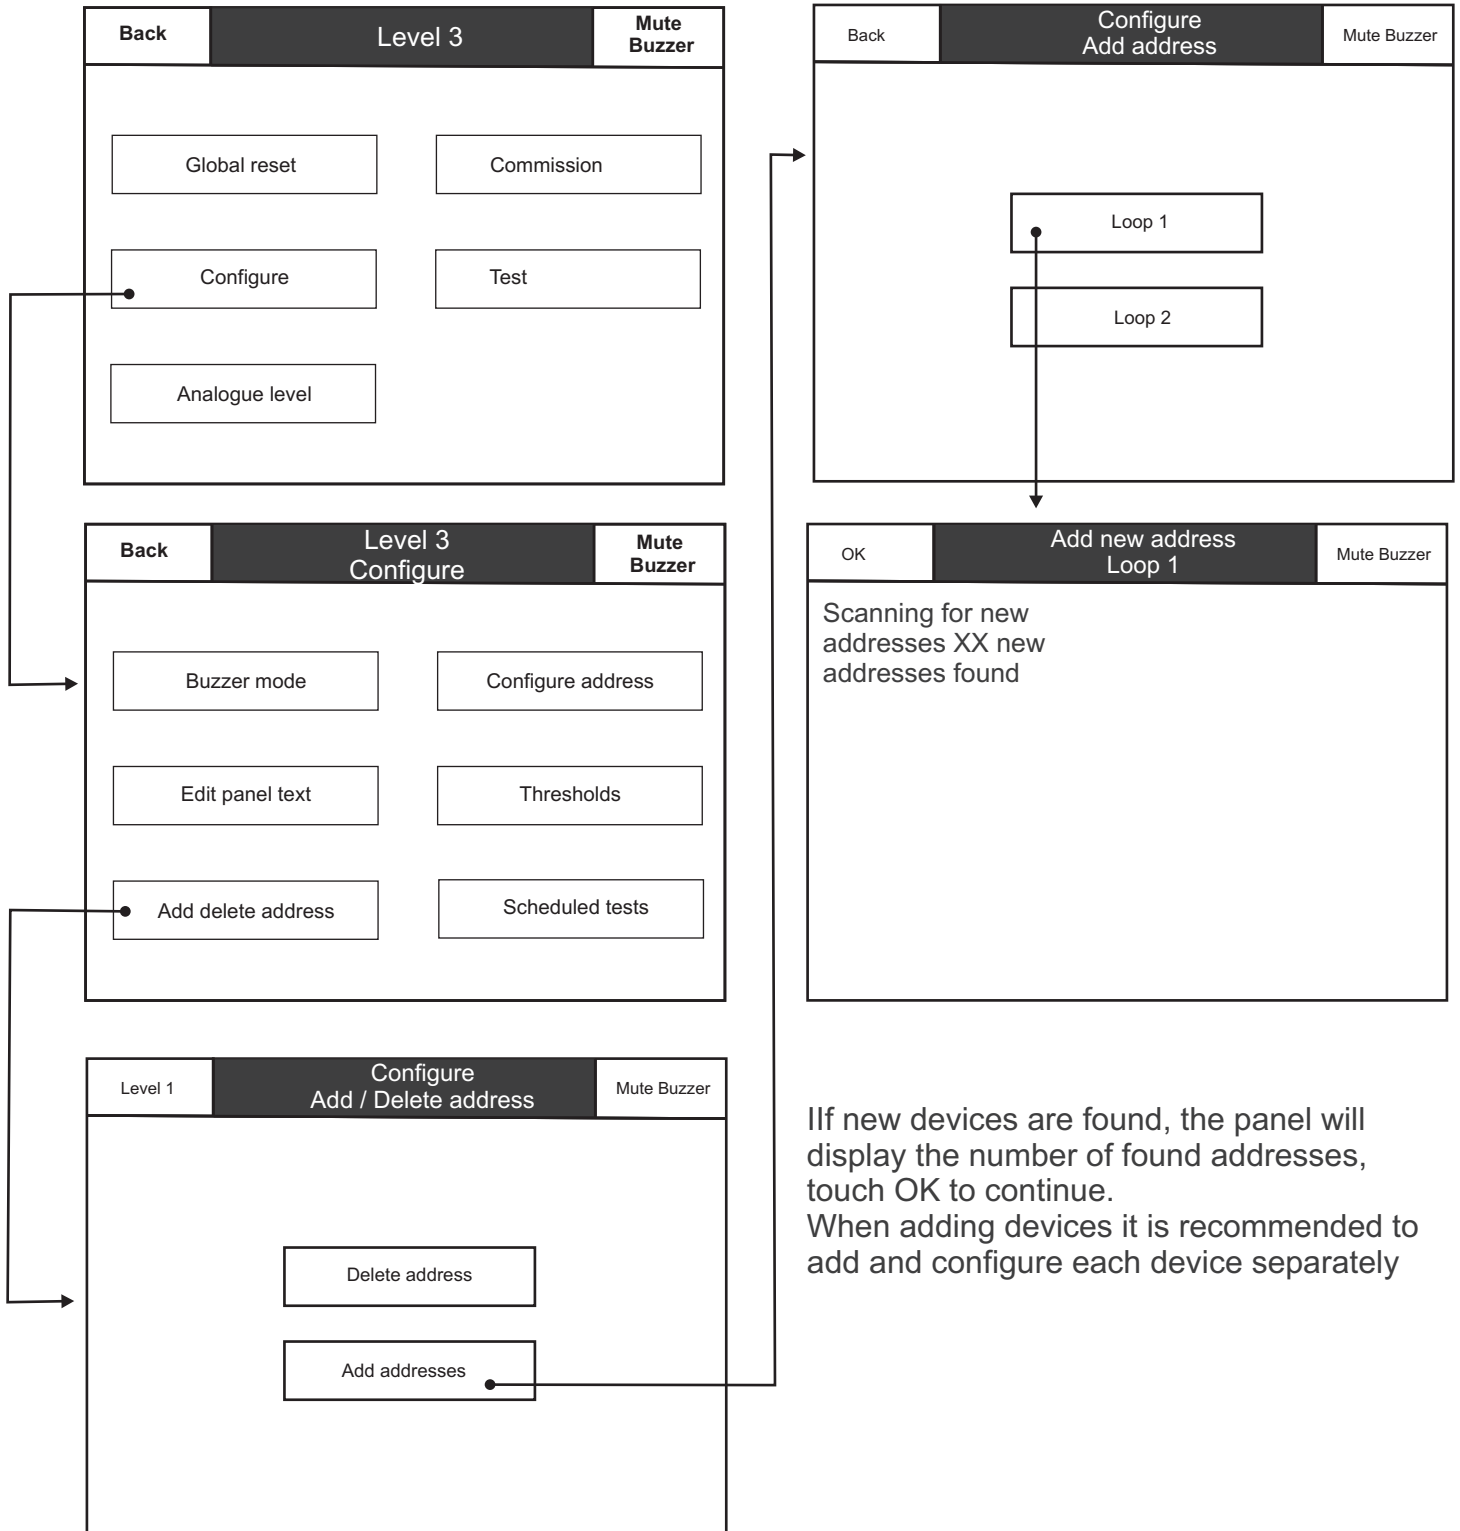 Back
Level 3
Mute
Buzzer
Global reset
Commission
Configure
Test
Analogue level
Back
Level 3
Configure
Mute
Buzzer
Buzzer mode
Configure address
Edit panel text
Thresholds
Add delete address
Scheduled tests
Level 1
Configure
Add / Delete address
Mute Buzzer
Delete address
Add addresses
Back
Configure
Add address
Mute Buzzer
Loop 1
Loop 2
OK
Add new address
Loop 1
Mute Buzzer
Scanning for new
addresses XX new
addresses found
IIf new devices are found, the panel will
display the number of found addresses,
touch OK to continue.
When adding devices it is recommended to
add and configure each device separately